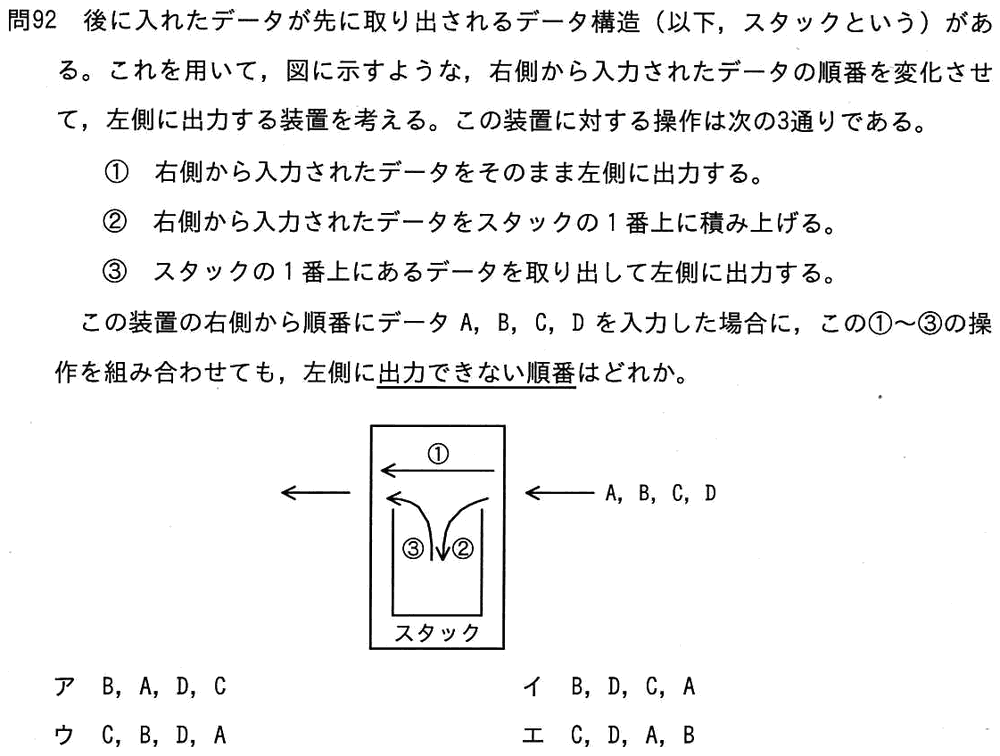 問92　後に入れたデータが先に取り出されるデータ構造（以下，スタックという）があ
る。これを用いて，図に示すような，右側から入力されたデータの順番を変化させ
て，左側に出力する装置を考える。この装置に対する操作は次の3通りである。
①　右側から入力されたデータをそのまま左側に出力する。
②　右側から入力されたデータをスタックの１番上に積み上げる。
③　スタックの１番上にあるデータを取り出して左側に出力する。
この装置の右側から順番にデータ A，B，C，D を入力した場合に，この①～③の操
作を組み合わせても，左側に出力できない順番はどれか。
①
A，B，C，D
③ ②
スタック
ア　B，A，D，C　　イ　B，D，C，A
ウ　C，B，D，A　　エ　C，D，A，B